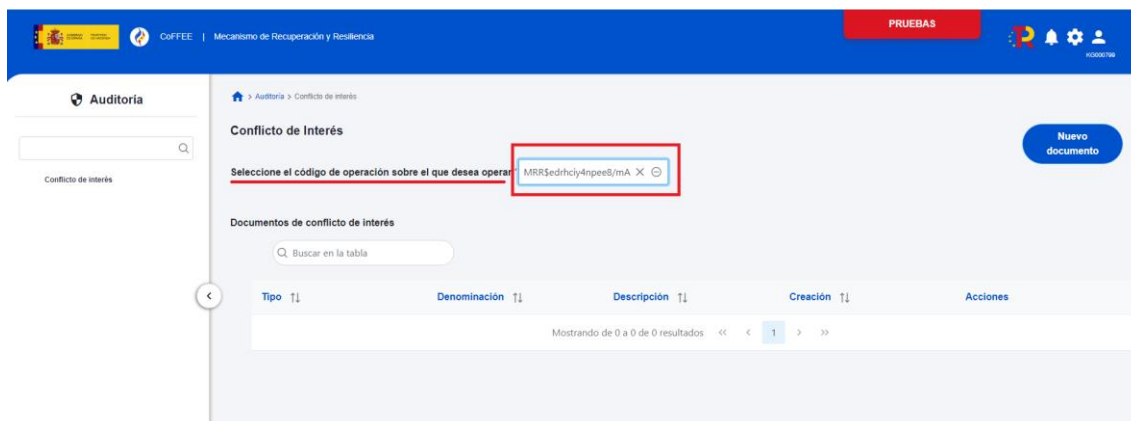 PRUEBAS
CoFFEE | Mecanismo de Recuperación y Resiliencia
Auditoría
> Auditoría > Conflicto de interés
Conflicto de Interés
Nuevo documento
Seleccione el código de operación sobre el que desea operar* MRR$edrhciy4npee8/mA
Conflicto de interés
Documentos de conflicto de interés
Buscar en la tabla
Tipo Denominación Descripción Creación Acciones
Mostrando de 0 a 0 de 0 resultados << < 1 > >>